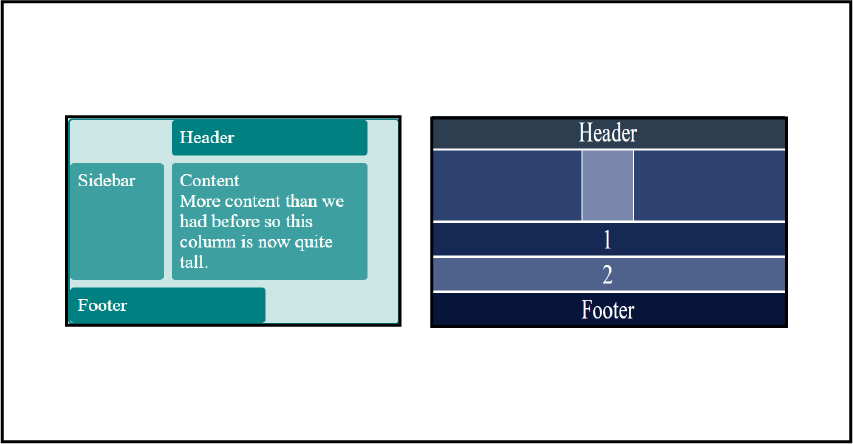 Header
Sidebar
Content
More content than we
had before so this
column is now quite
tall.
Footer
Header
1
2
Footer